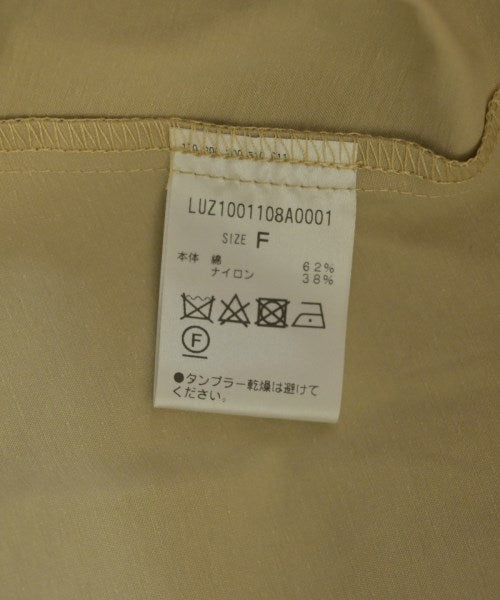 LUZ1001108A0001
SIZE F
本体 綿 62%
ナイロン 38%
F
●タンブラー乾燥は避けて
ください。